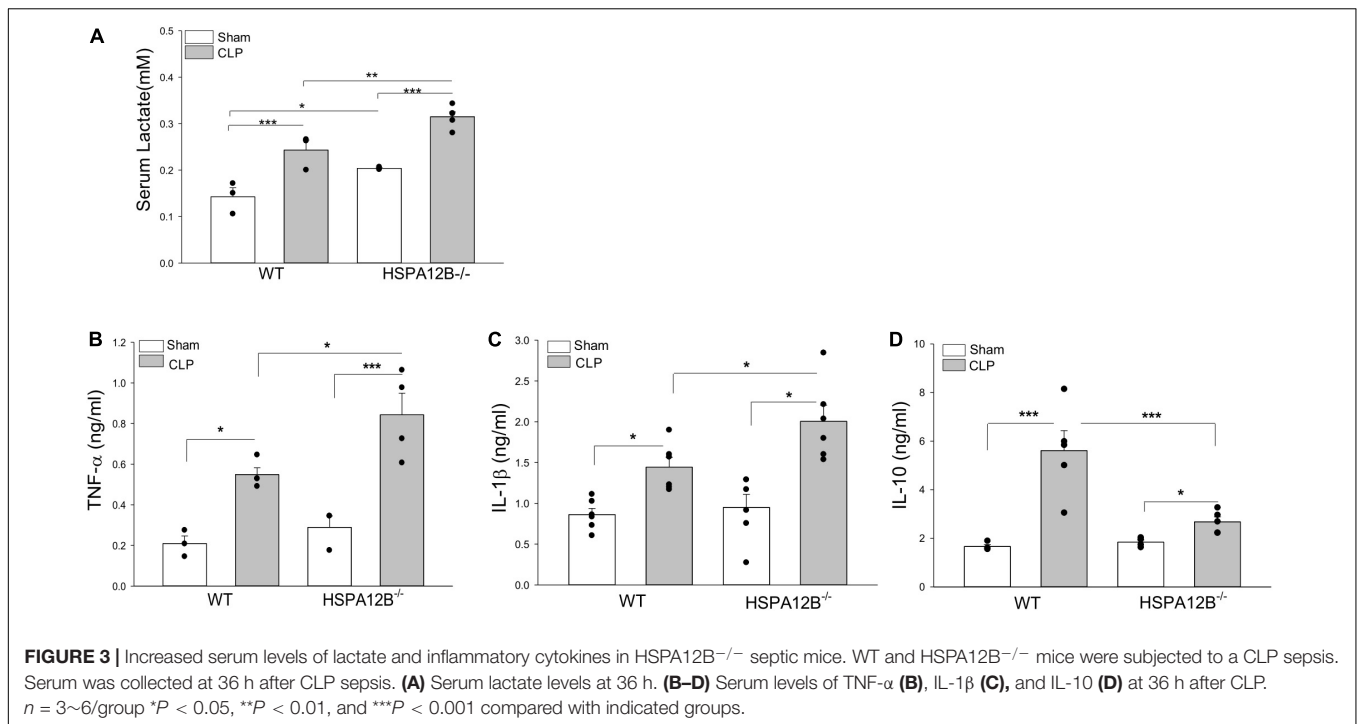 A
Sham
CLP
Serum Lactate(mM)
0.5
0.4
0.3
0.2
0.1
0.0
*
***
**
***
WT
HSPA12B-/-
B
Sham
CLP
TNF-α (ng/ml)
1.2
1.0
0.8
0.6
0.4
0.2
0.0
*
*
***
WT
HSPA12B-/-
C
Sham
CLP
IL-1β (ng/ml)
3.0
2.5
2.0
1.5
1.0
0.5
0.0
*
*
*
WT
HSPA12B-/-
D
Sham
CLP
IL-10 (ng/ml)
10
8
6
4
2
0
***
***
*
WT
HSPA12B-/-
FIGURE 3 | Increased serum levels of lactate and inflammatory cytokines in HSPA12B−/− septic mice. WT and HSPA12B−/− mice were subjected to a CLP sepsis.
Serum was collected at 36 h after CLP sepsis. (A) Serum lactate levels at 36 h. (B–D) Serum levels of TNF-α (B), IL-1β (C), and IL-10 (D) at 36 h after CLP.
n = 3~6/group *P < 0.05, **P < 0.01, and ***P < 0.001 compared with indicated groups.